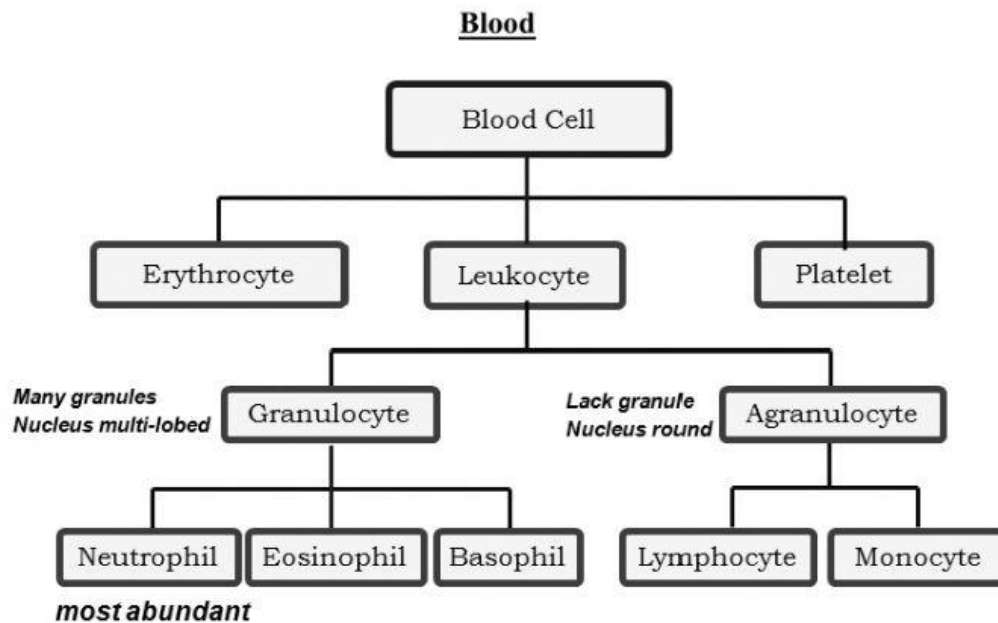 Blood
Blood Cell
Erythrocyte
Leukocyte
Platelet
Many granules
Nucleus multi-lobed
Granulocyte
Lack granule
Nucleus round
Agranulocyte
Neutrophil
Eosinophil
Basophil
Lymphocyte
Monocyte
most abundant